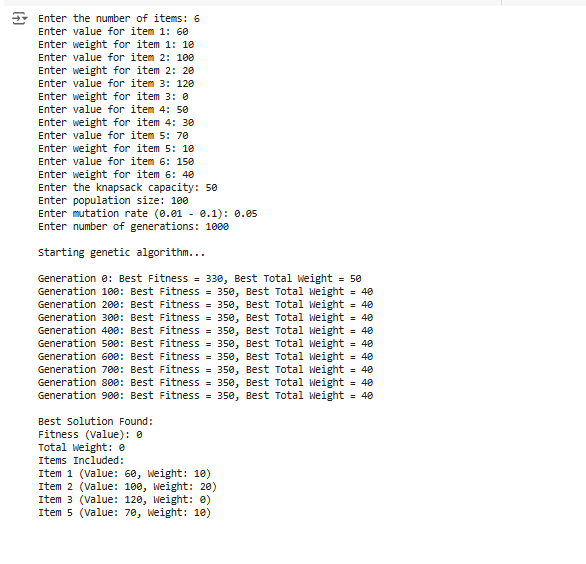 Enter the number of items: 6
Enter value for item 1: 60
Enter weight for item 1: 10
Enter value for item 2: 100
Enter weight for item 2: 20
Enter value for item 3: 120
Enter weight for item 3: 0
Enter value for item 4: 50
Enter weight for item 4: 30
Enter value for item 5: 70
Enter weight for item 5: 10
Enter value for item 6: 150
Enter weight for item 6: 40
Enter the knapsack capacity: 50
Enter population size: 100
Enter mutation rate (0.01 - 0.1): 0.05
Enter number of generations: 1000

Starting genetic algorithm...

Generation 0: Best Fitness = 330, Best Total Weight = 50
Generation 100: Best Fitness = 350, Best Total Weight = 40
Generation 200: Best Fitness = 350, Best Total Weight = 40
Generation 300: Best Fitness = 350, Best Total Weight = 40
Generation 400: Best Fitness = 350, Best Total Weight = 40
Generation 500: Best Fitness = 350, Best Total Weight = 40
Generation 600: Best Fitness = 350, Best Total Weight = 40
Generation 700: Best Fitness = 350, Best Total Weight = 40
Generation 800: Best Fitness = 350, Best Total Weight = 40
Generation 900: Best Fitness = 350, Best Total Weight = 40

Best Solution Found:
Fitness (Value): 0
Total Weight: 0
Items Included:
Item 1 (Value: 60, Weight: 10)
Item 2 (Value: 100, Weight: 20)
Item 3 (Value: 120, Weight: 0)
Item 5 (Value: 70, Weight: 10)